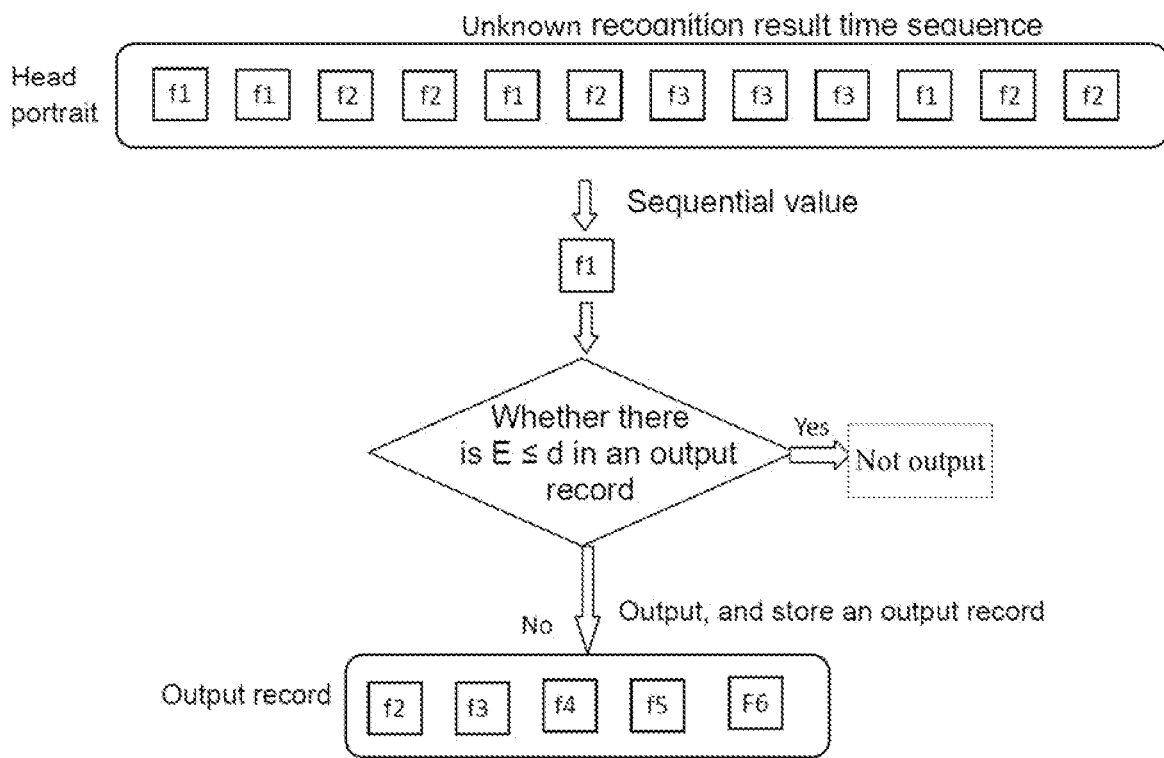 Unknown recognition result time sequence
Head
portrait
f1 f1 f2 f2 f1 f2 f3 f3 f3 f1 f2 f2
Sequential value
f1
Whether there
is E ≤ d in an output
record
Yes
Not output
No
Output, and store an output record
Output record
f2 f3 f4 f5 F6